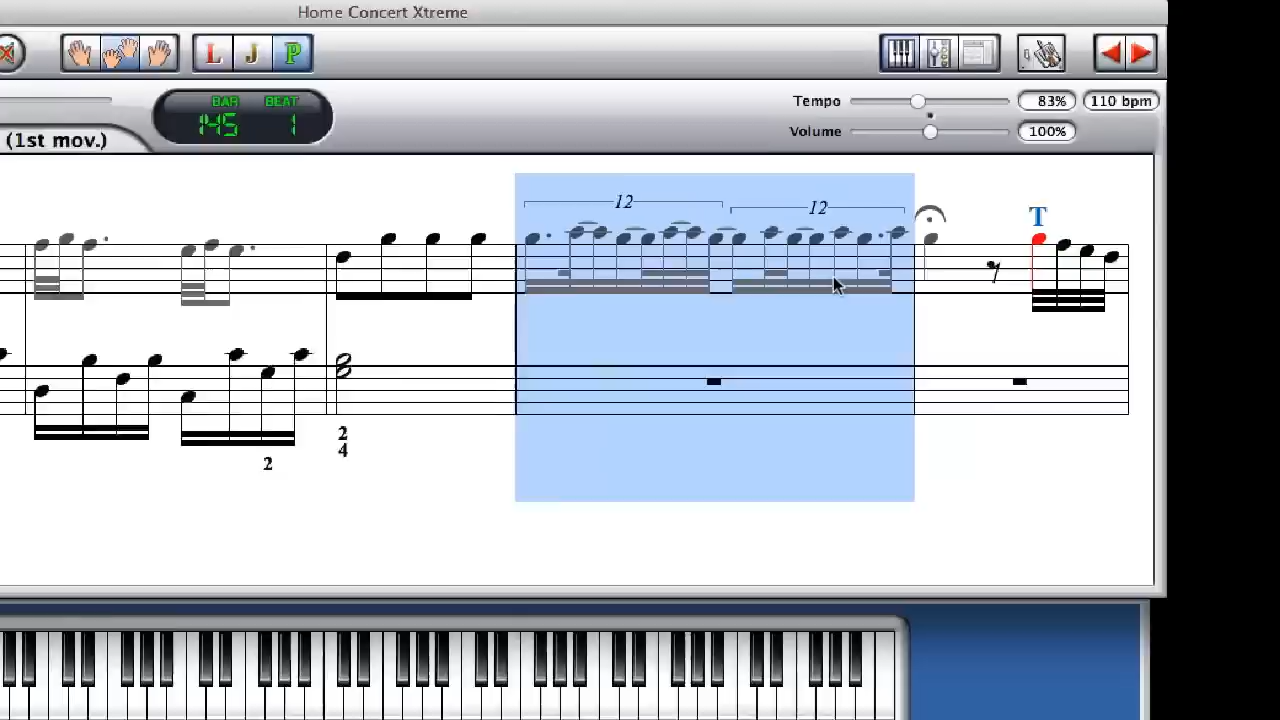 Home Concert Xtreme
L J P
BAR BEAT
145 1
Tempo 83% 110 bpm
Volume 100%
(1st mov.)
12 12
T
2
4
2